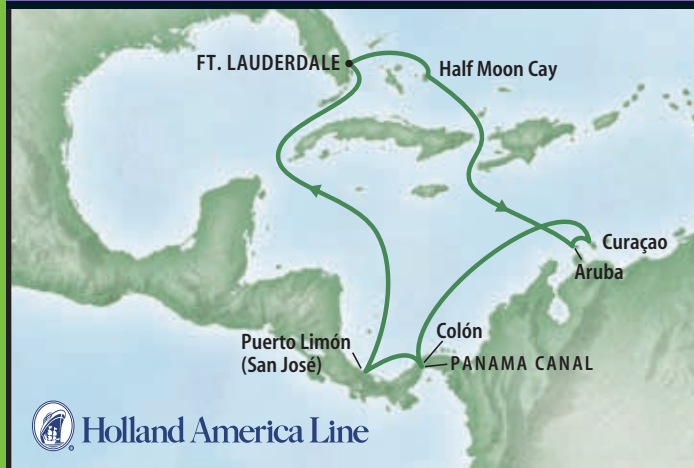 FT. LAUDERDALE
Half Moon Cay
Curaçao
Aruba
Colón
PANAMA CANAL
Puerto Limón
(San José)
Holland America Line